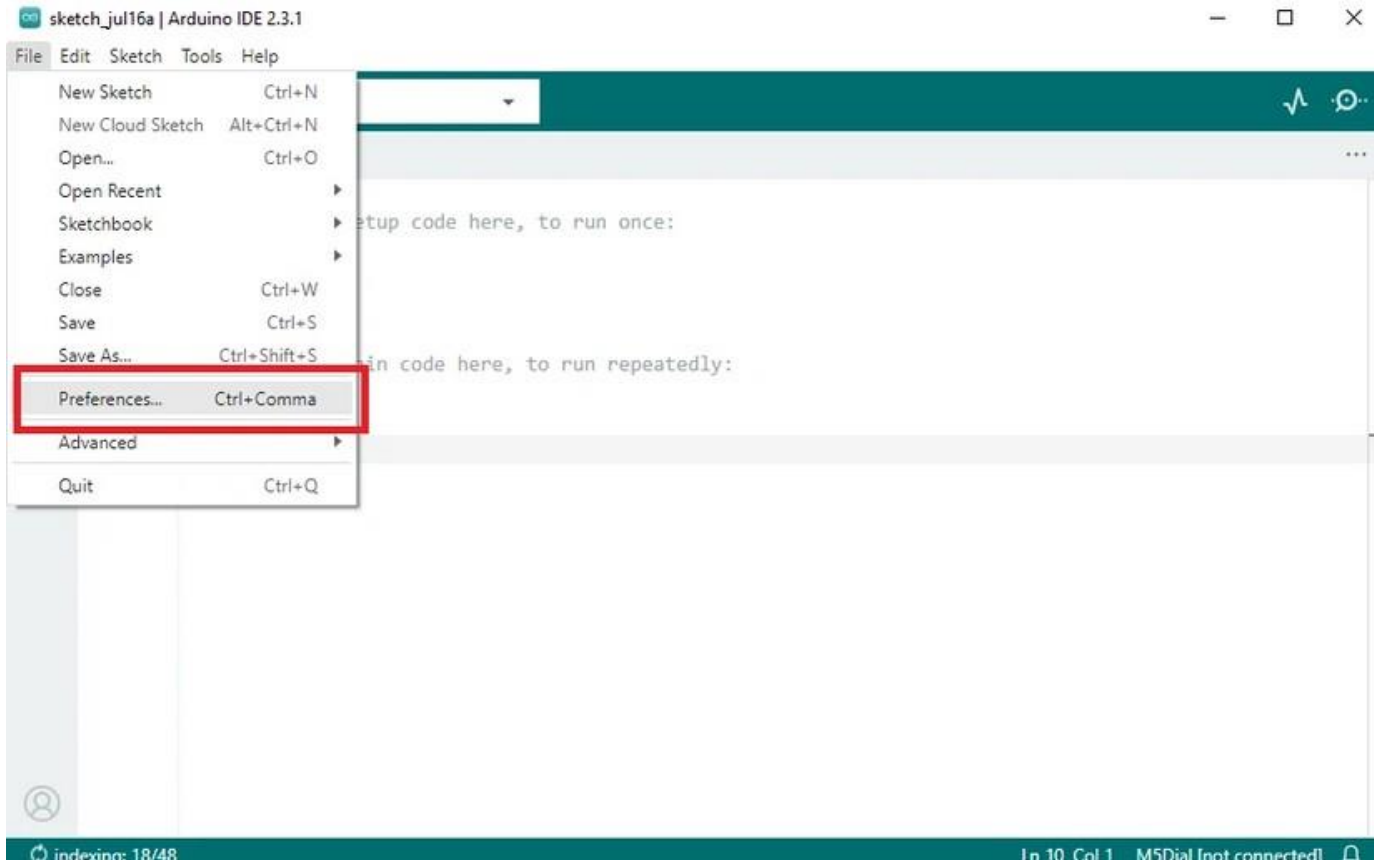 sketch_jul16a | Arduino IDE 2.3.1
File Edit Sketch Tools Help
New Sketch Ctrl+N
New Cloud Sketch Alt+Ctrl+N
Open... Ctrl+O
Open Recent
Sketchbook
etup code here, to run once:
Examples
Close Ctrl+W
Save Ctrl+S
Save As... Ctrl+Shift+S
in code here, to run repeatedly:
Preferences... Ctrl+Comma
Advanced
Quit Ctrl+Q
indexing: 18/48 Ln 10, Col 1 M5Dial [not connected]